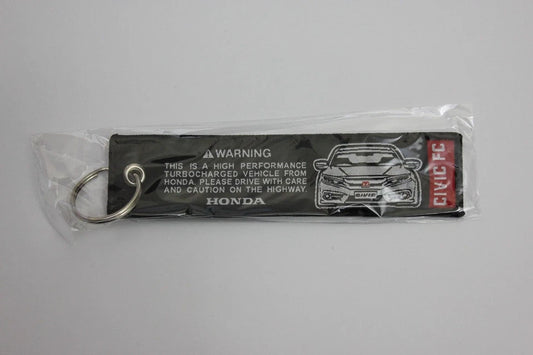 ⚠WARNING
THIS IS A HIGH PERFORMANCE
TURBOCHARGED VEHICLE FROM
HONDA. PLEASE DRIVE WITH CARE
AND CAUTION ON THE HIGHWAY.
HONDA
CIVIC FC